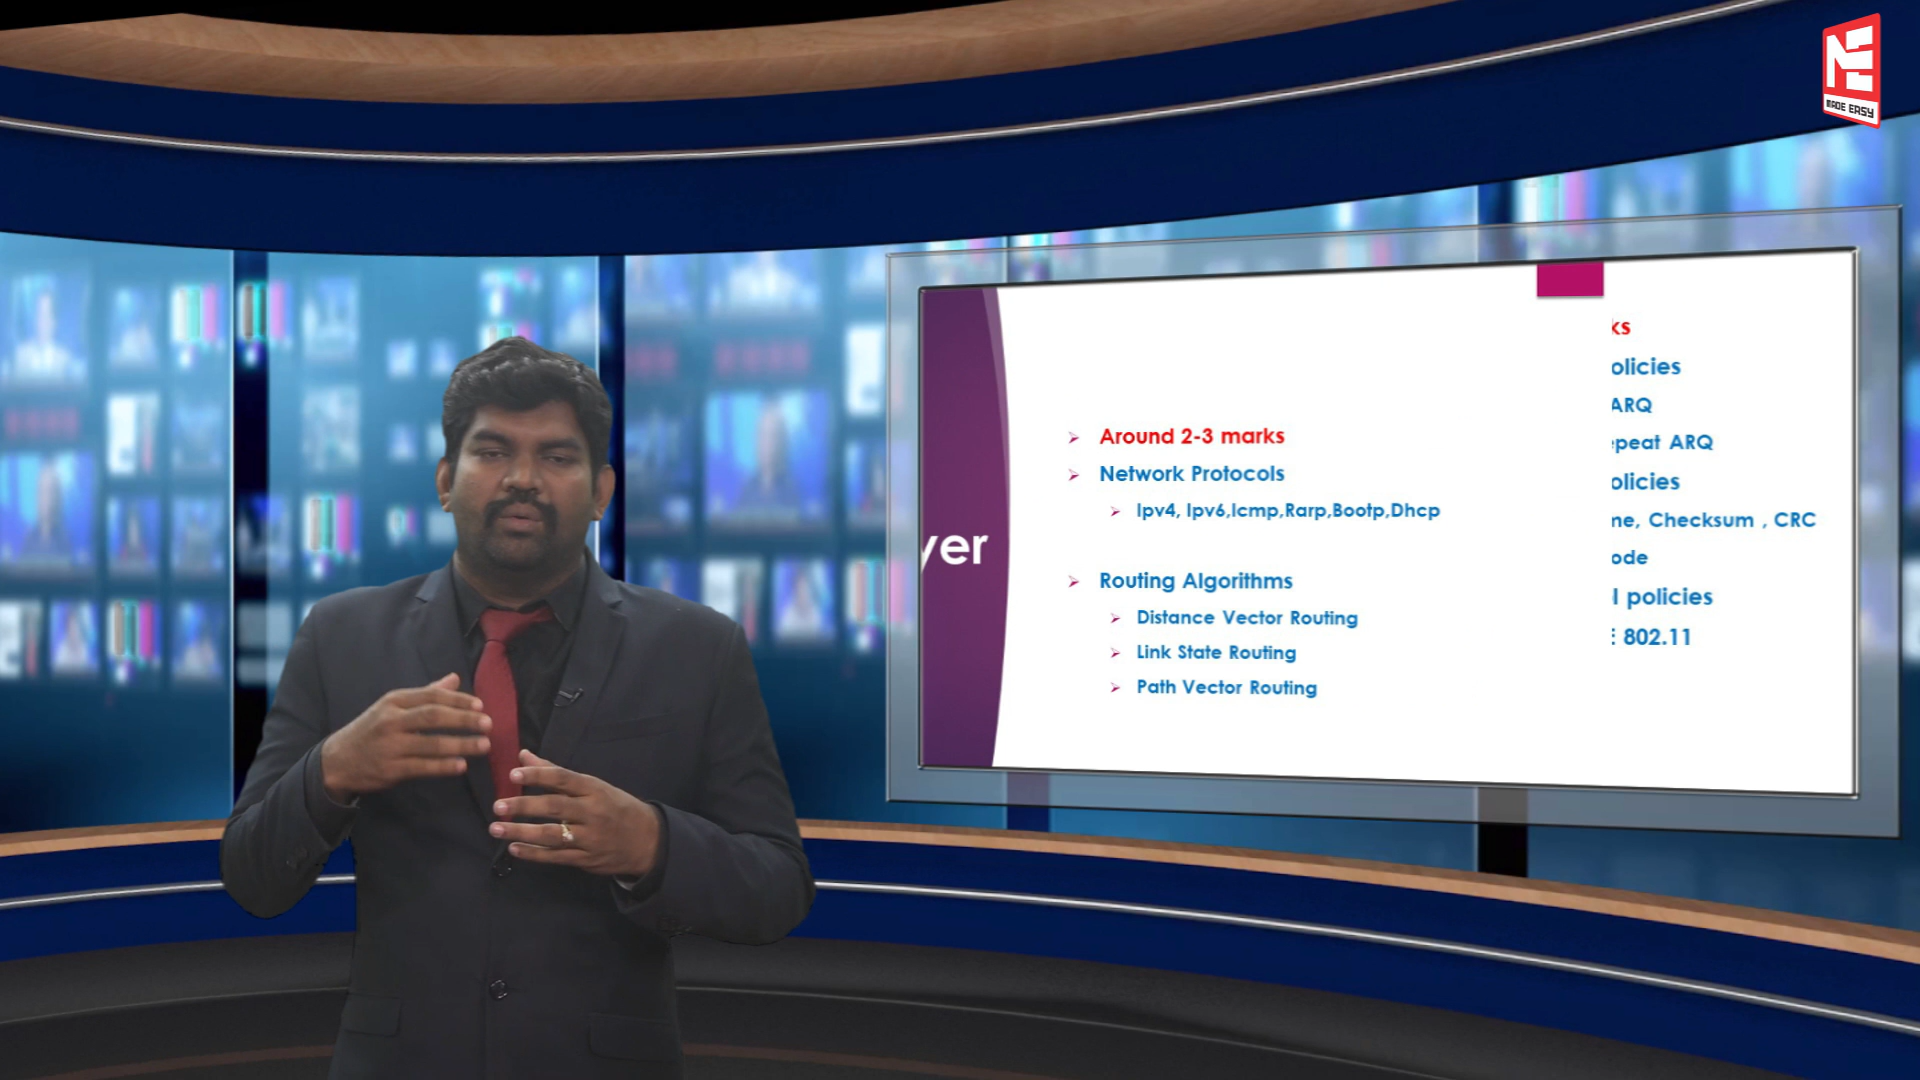 MADE EASY
yer
Around 2-3 marks
Network Protocols
Ipv4, Ipv6,Icmp,Rarp,Bootp,Dhcp
Routing Algorithms
Distance Vector Routing
Link State Routing
Path Vector Routing
ks
olicies
ARQ
epeat ARQ
olicies
ne, Checksum , CRC
ode
l policies
E 802.11